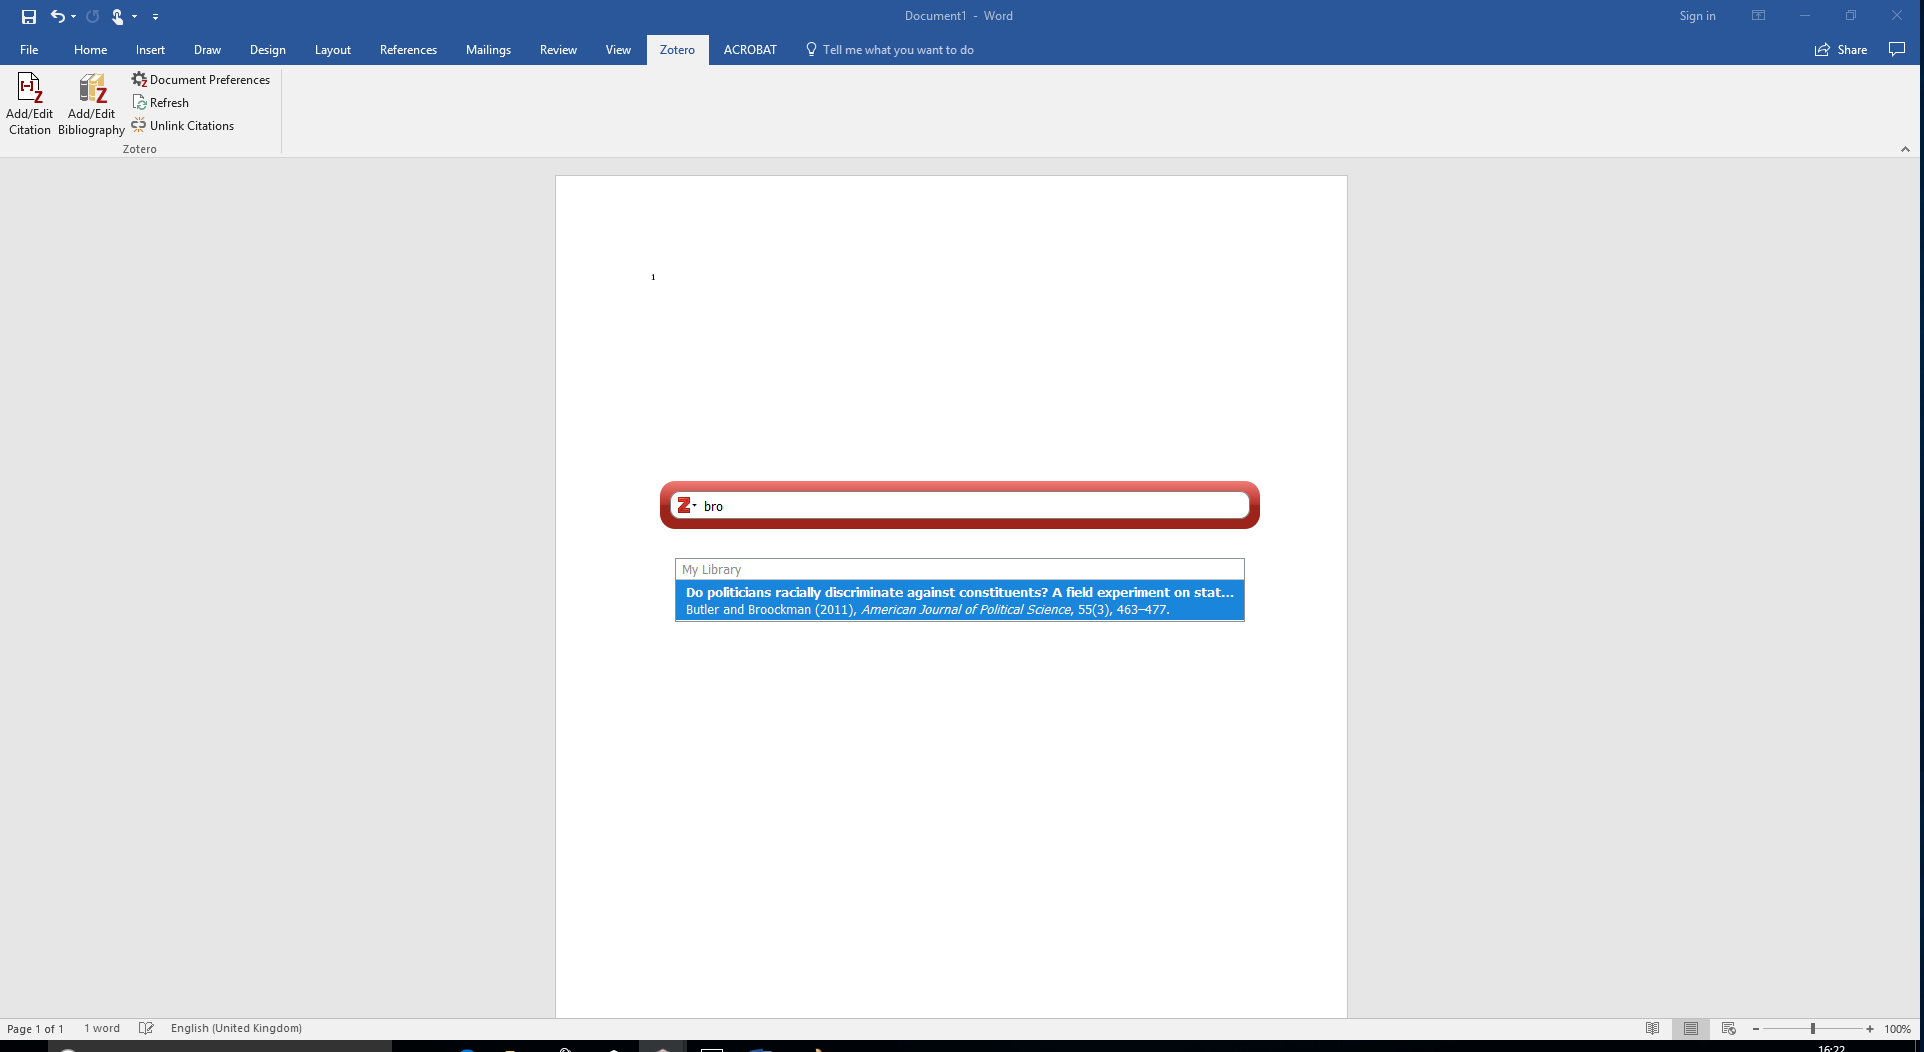 Document1 - Word
Sign in
File Home Insert Draw Design Layout References Mailings Review View Zotero ACROBAT Tell me what you want to do Share
Add/Edit Citation
Add/Edit Bibliography
Document Preferences
Refresh
Unlink Citations
Zotero
1
Z bro
My Library
Do politicians racially discriminate against constituents? A field experiment on stat...
Butler and Broockman (2011), American Journal of Political Science, 55(3), 463–477.
Page 1 of 1 1 word English (United Kingdom) 100%
16:22